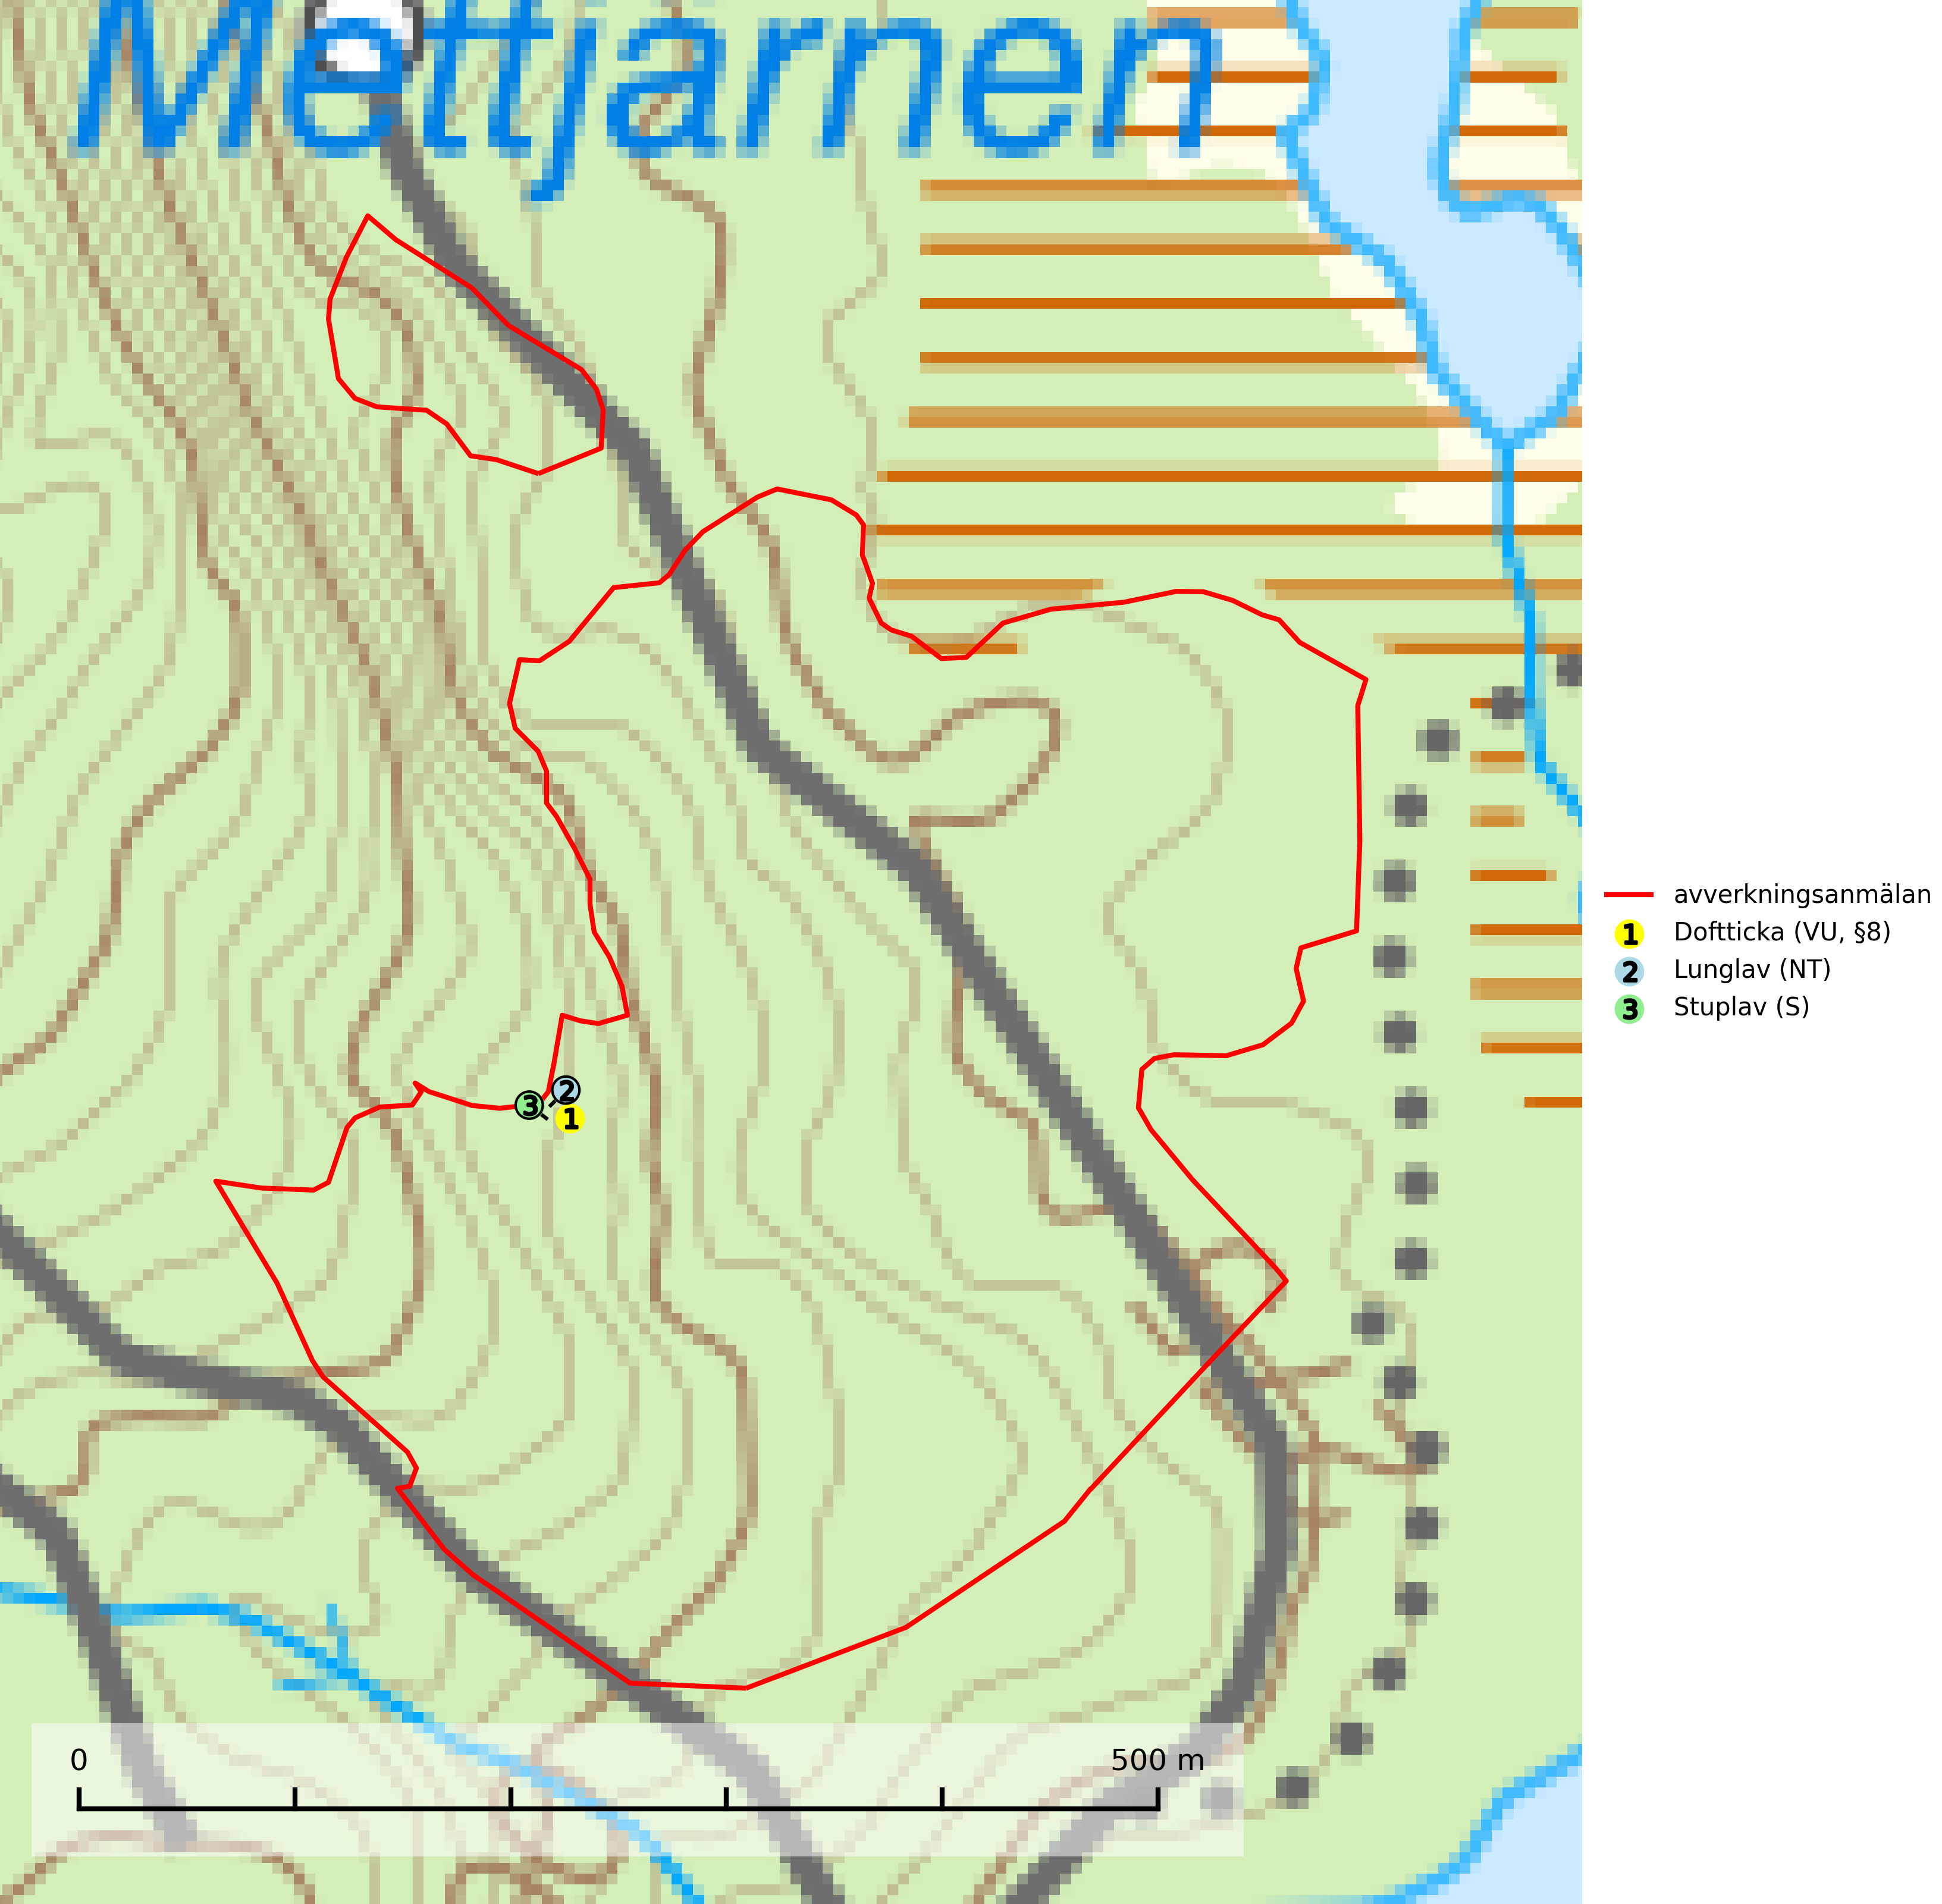 Mettjärnen
avverkningsanmälan
1 Doftticka (VU, §8)
2 Lunglav (NT)
3 Stuplav (S)
2
3
1
0 500 m